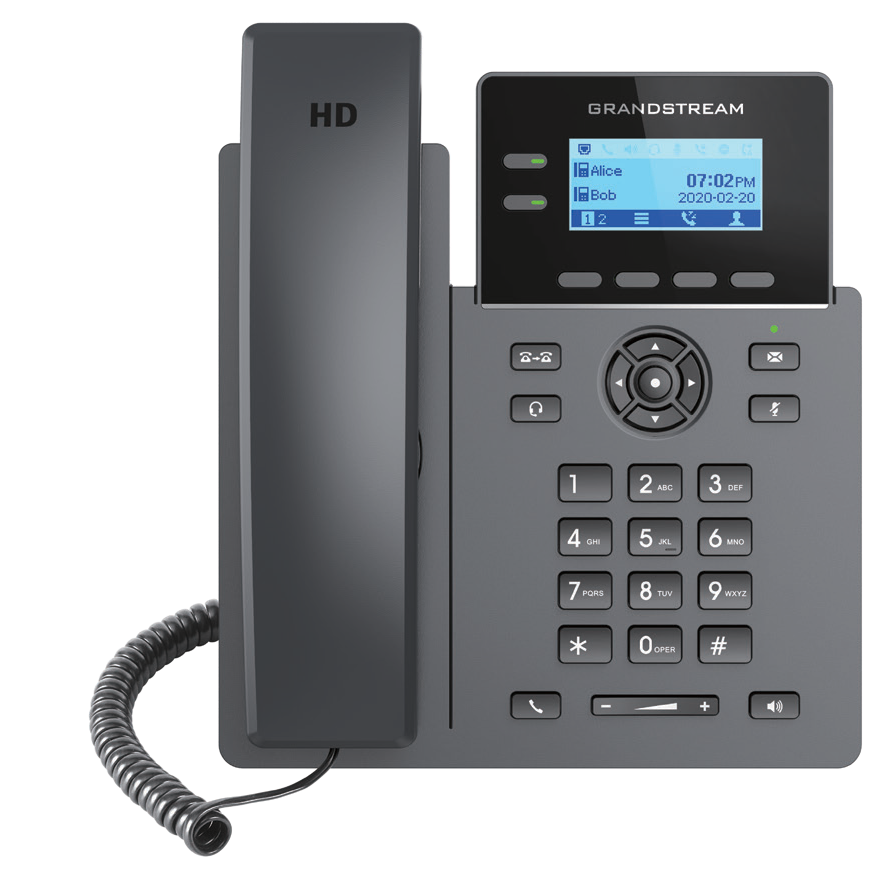 HD
GRANDSTREAM
Alice
07:02PM
Bob
2020-02-20
1 2
1
2 ABC
3 DEF
4 GHI
5 JKL
6 MNO
7 PQRS
8 TUV
9 WXYZ
*
0 OPER
#
− +